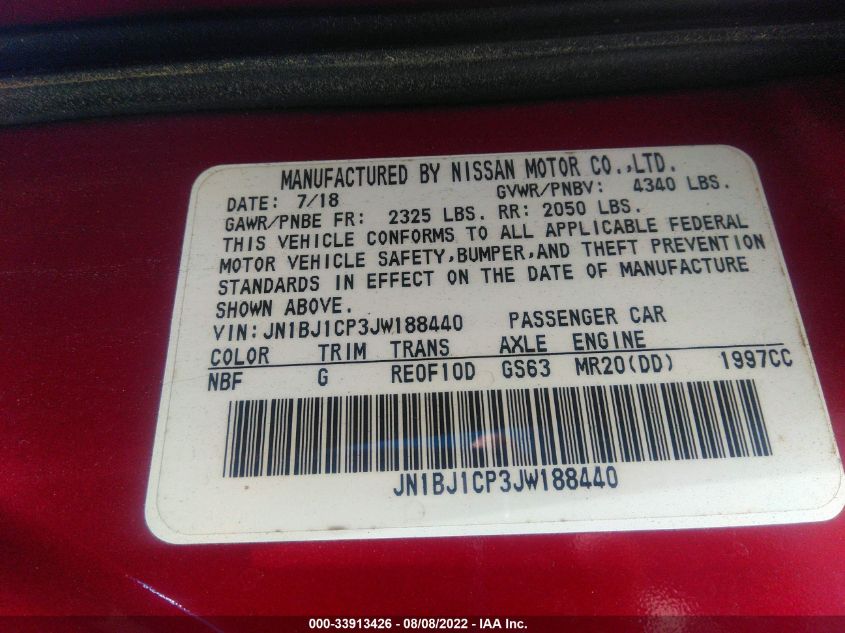 MANUFACTURED BY NISSAN MOTOR CO.,LTD.
DATE: 7/18 GVWR/PNBV: 4340 LBS.
GAWR/PNBE FR: 2325 LBS. RR: 2050 LBS.
THIS VEHICLE CONFORMS TO ALL APPLICABLE FEDERAL
MOTOR VEHICLE SAFETY,BUMPER,AND THEFT PREVENTION
STANDARDS IN EFFECT ON THE DATE OF MANUFACTURE
SHOWN ABOVE.
VIN:JN1BJ1CP3JW188440 PASSENGER CAR
COLOR TRIM TRANS AXLE ENGINE
NBF G RE0F10D GS63 MR20(DD) 1997CC
JN1BJ1CP3JW188440
000-33913426 - 08/08/2022 - IAA Inc.